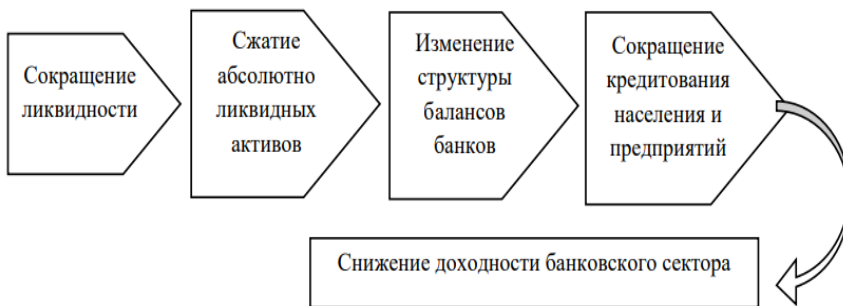 Сокращение
ликвидности
Сжатие
абсолютно
ликвидных
активов
Изменение
структуры
балансов
банков
Сокращение
кредитования
населения и
предприятий
Снижение доходности банковского сектора